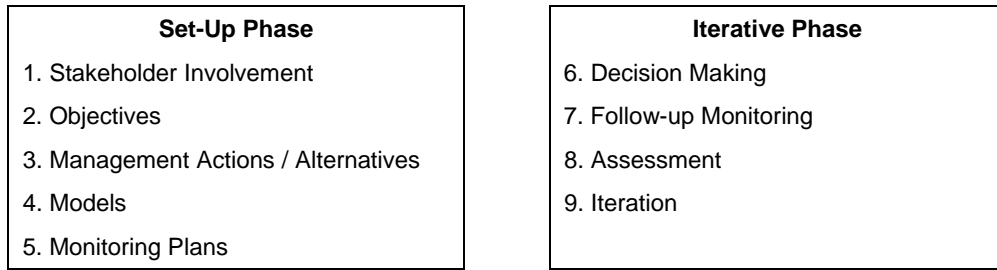 Set-Up Phase
1. Stakeholder Involvement
2. Objectives
3. Management Actions / Alternatives
4. Models
5. Monitoring Plans
Iterative Phase
6. Decision Making
7. Follow-up Monitoring
8. Assessment
9. Iteration